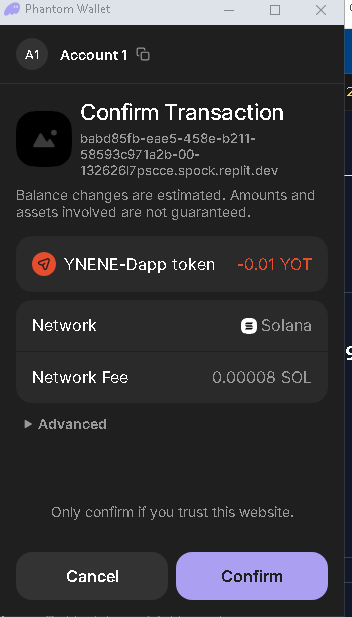 Phantom Wallet
A1 Account 1
Confirm Transaction
babd85fb-eae5-458e-b211-
58593c971a2b-00-
132626l7pscce.spock.replit.dev
Balance changes are estimated. Amounts and
assets involved are not guaranteed.
YNENE-Dapp token -0.01 YOT
Network Solana
Network Fee 0.00008 SOL
Advanced
Only confirm if you trust this website.
Cancel Confirm